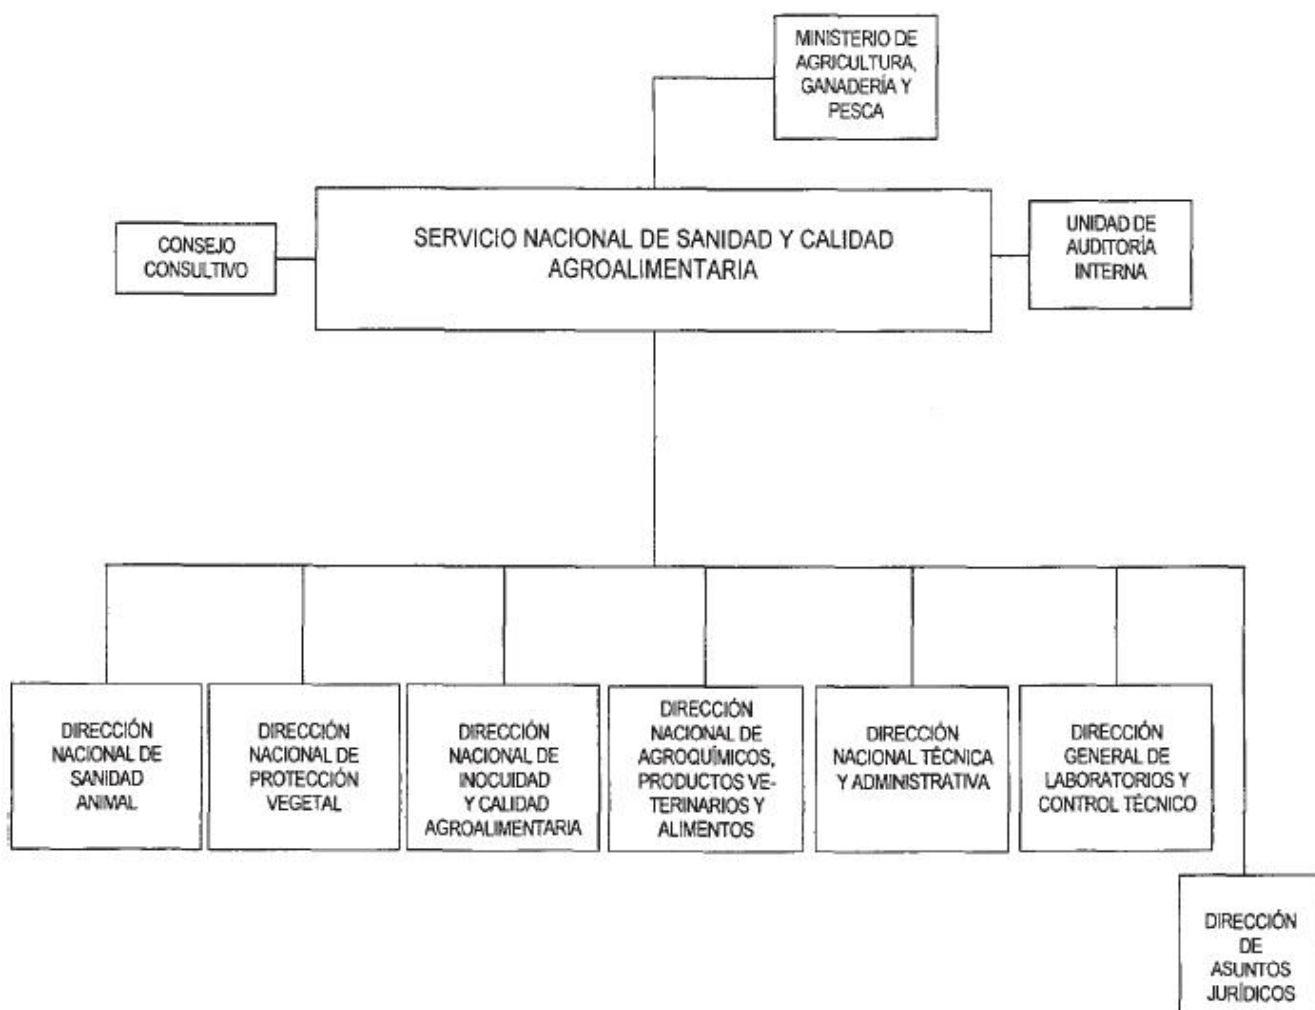 MINISTERIO DE
AGRICULTURA,
GANADERÍA Y
PESCA
SERVICIO NACIONAL DE SANIDAD Y CALIDAD
AGROALIMENTARIA
CONSEJO
CONSULTIVO
UNIDAD DE
AUDITORÍA
INTERNA
DIRECCIÓN
NACIONAL DE
SANIDAD
ANIMAL
DIRECCIÓN
NACIONAL DE
PROTECCIÓN
VEGETAL
DIRECCIÓN
NACIONAL DE
INOCUIDAD
Y CALIDAD
AGROALIMENTARIA
DIRECCIÓN
NACIONAL DE
AGROQUÍMICOS,
PRODUCTOS VE-
TERINARIOS Y
ALIMENTOS
DIRECCIÓN
NACIONAL TÉCNICA
Y ADMINISTRATIVA
DIRECCIÓN
GENERAL DE
LABORATORIOS Y
CONTROL TÉCNICO
DIRECCIÓN
DE
ASUNTOS
JURÍDICOS